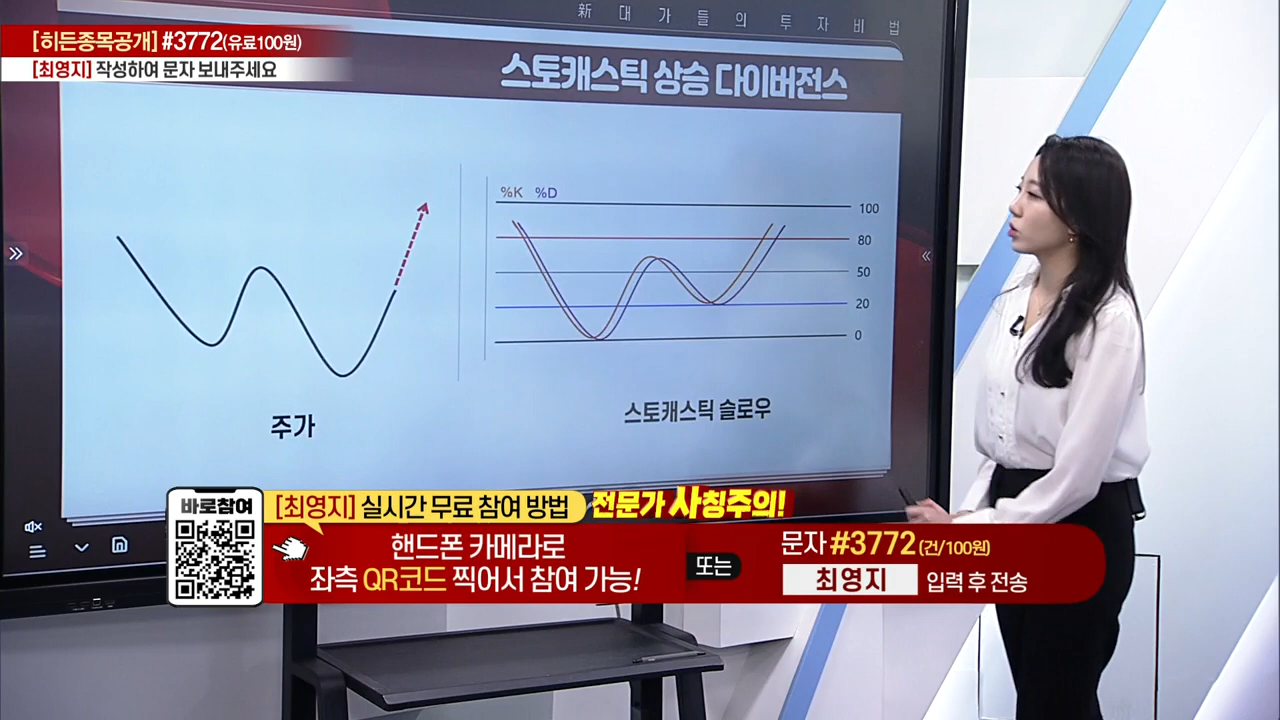 新 대 가 들 의 투 자 비 법
[히든종목공개] #3772(유료100원)
[최영지] 작성하여 문자 보내주세요
스토캐스틱 상승 다이버전스
%K %D
100
80
50
20
0
주가
스토캐스틱 슬로우
바로참여
[최영지] 실시간 무료 참여 방법
전문가 사칭주의!
핸드폰 카메라로
좌측 QR코드 찍어서 참여 가능!
또는
문자 #3772 (건/100원)
최영지 입력 후 전송